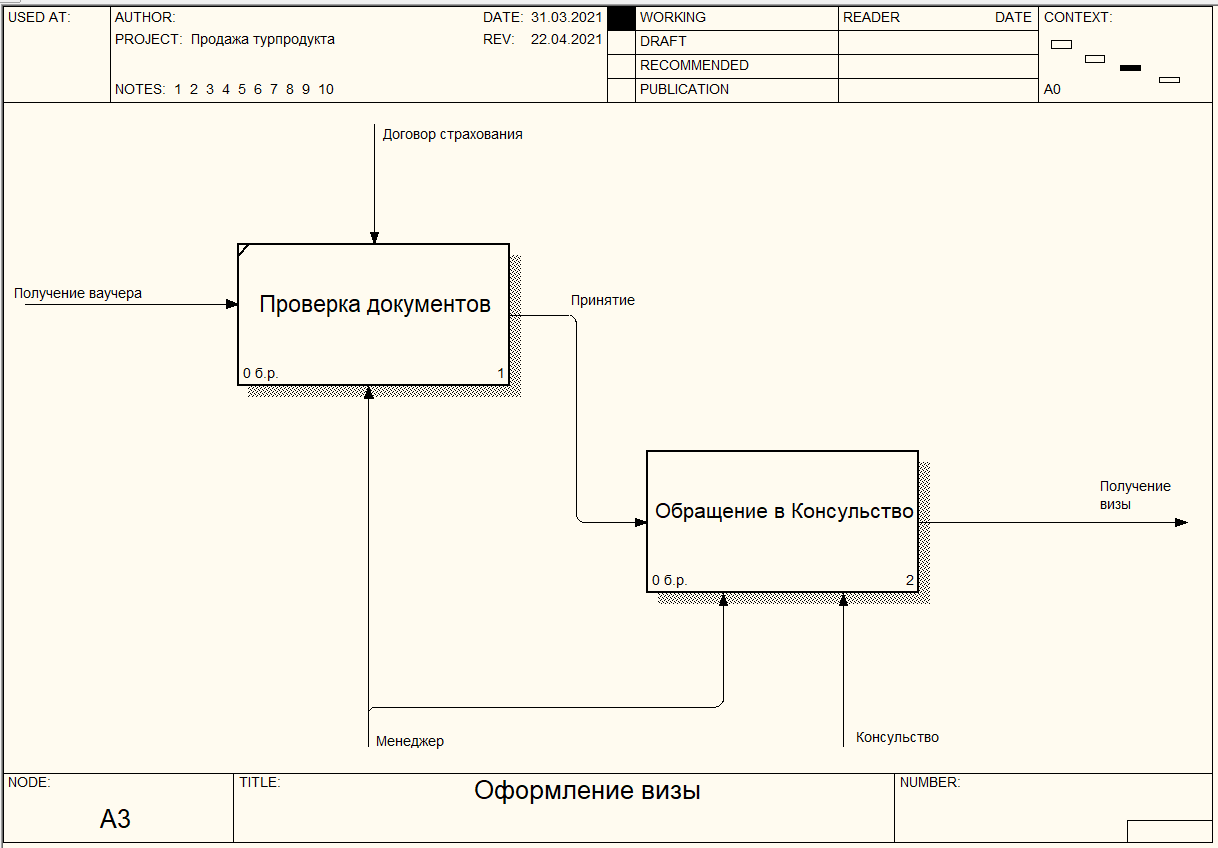 USED AT:
AUTHOR:
DATE: 31.03.2021
PROJECT: Продажа турпродукта
REV: 22.04.2021
NOTES: 1 2 3 4 5 6 7 8 9 10
WORKING
DRAFT
RECOMMENDED
PUBLICATION
READER DATE
CONTEXT:
A0
Договор страхования
Получение ваучера
Проверка документов
0 б.р. 1
Принятие
Обращение в Консульство
0 б.р. 2
Получение
визы
Менеджер
Консульство
NODE:
A3
TITLE:
Оформление визы
NUMBER: